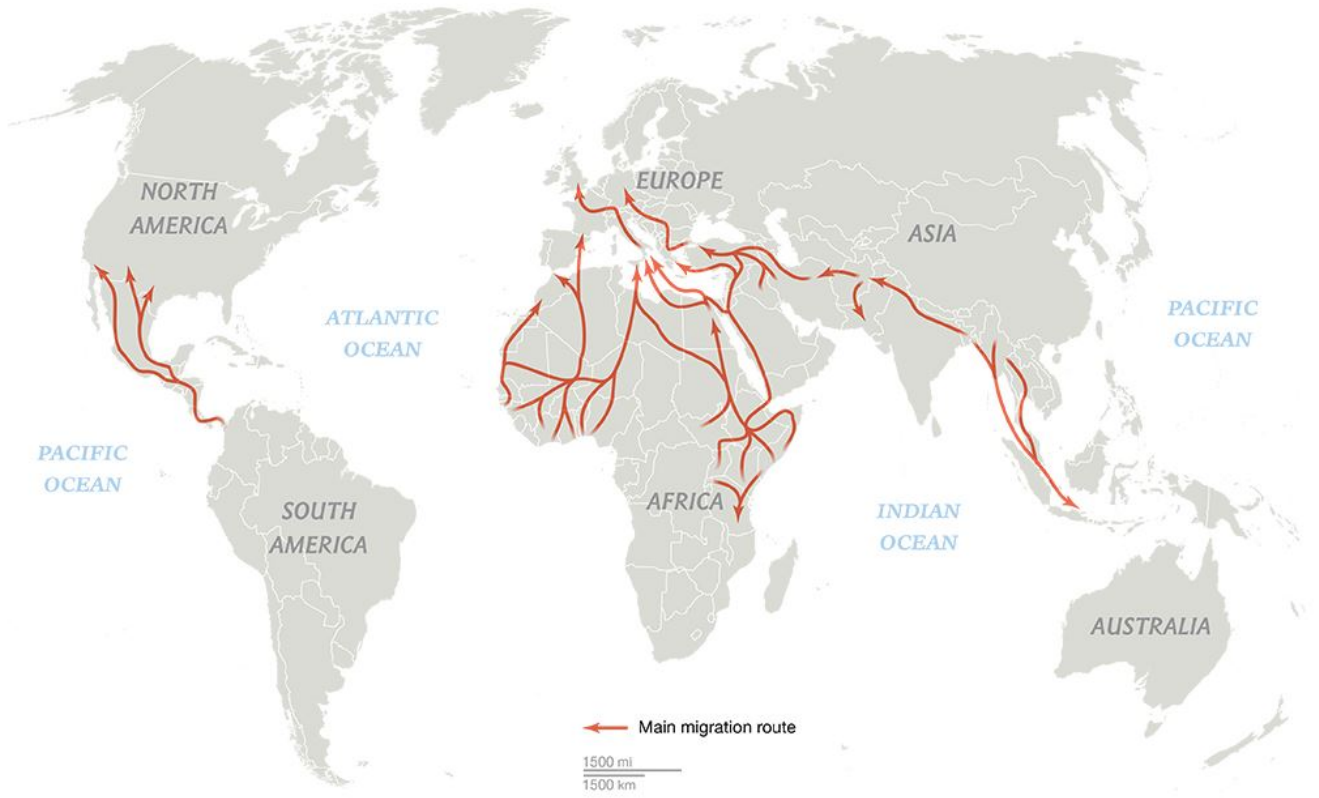 NORTH
AMERICA
EUROPE
ASIA
ATLANTIC
OCEAN
PACIFIC
OCEAN
PACIFIC
OCEAN
SOUTH
AMERICA
AFRICA
INDIAN
OCEAN
AUSTRALIA
Main migration route
1500 mi
1500 km